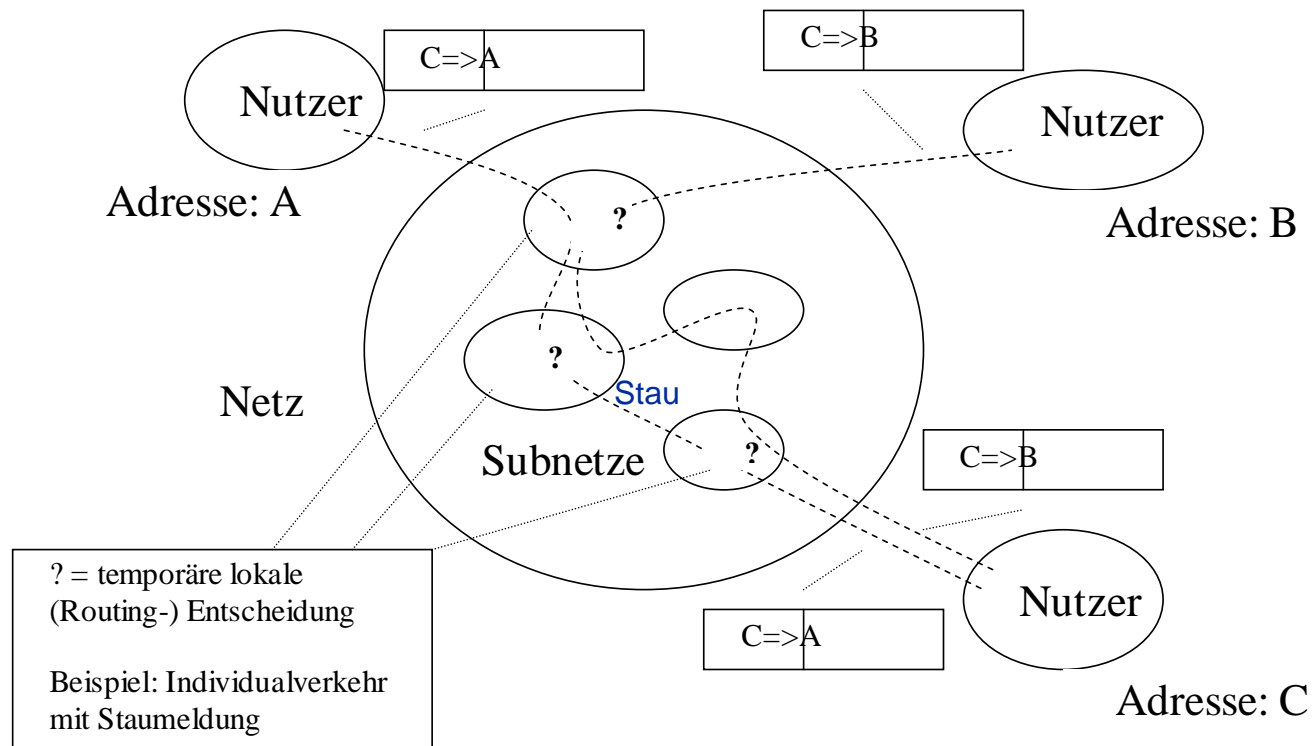 C=>A
C=>B
Nutzer
Nutzer
Adresse: A
Adresse: B
?
?
Stau
Netz
Subnetze
?
C=>B
? = temporäre lokale
(Routing-) Entscheidung
Beispiel: Individualverkehr
mit Staumeldung
C=>A
Nutzer
Adresse: C